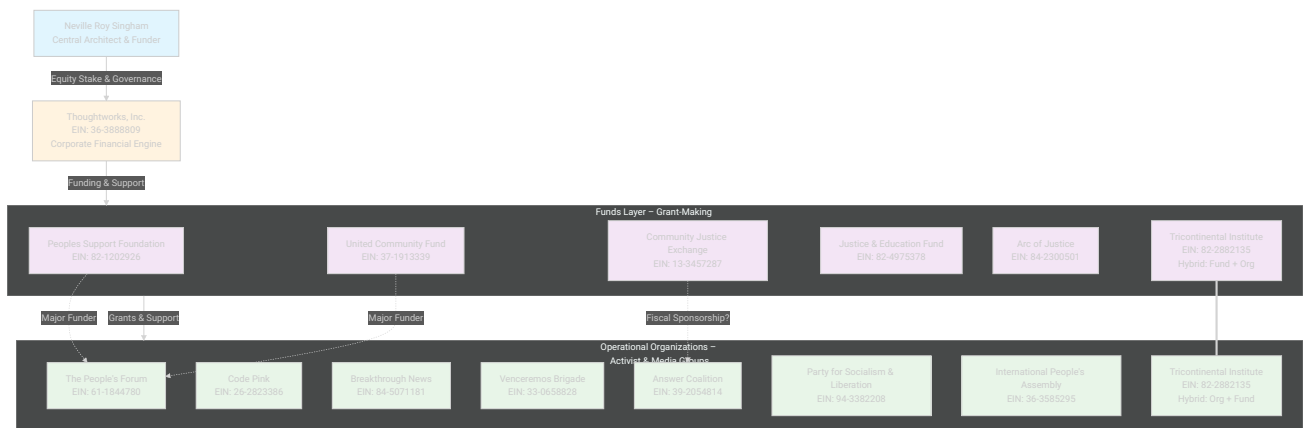 Neville Roy Singham
Central Architect & Funder
Equity Stake & Governance
Thoughtworks, Inc.
EIN: 36-3888809
Corporate Financial Engine
Funding & Support
Funds Layer – Grant-Making
Peoples Support Foundation
EIN: 82-1202926
United Community Fund
EIN: 37-1913339
Community Justice
Exchange
EIN: 13-3457287
Justice & Education Fund
EIN: 82-4975378
Arc of Justice
EIN: 84-2300501
Tricontinental Institute
EIN: 82-2882135
Hybrid: Fund + Org
Major Funder
Grants & Support
Major Funder
Fiscal Sponsorship?
Operational Organizations –
Activist & Media Groups
The People's Forum
EIN: 61-1844780
Code Pink
EIN: 26-2823386
Breakthrough News
EIN: 84-5071181
Venceremos Brigade
EIN: 33-0658828
Answer Coalition
EIN: 39-2054814
Party for Socialism &
Liberation
EIN: 94-3382208
International People's
Assembly
EIN: 36-3585295
Tricontinental Institute
EIN: 82-2882135
Hybrid: Org + Fund